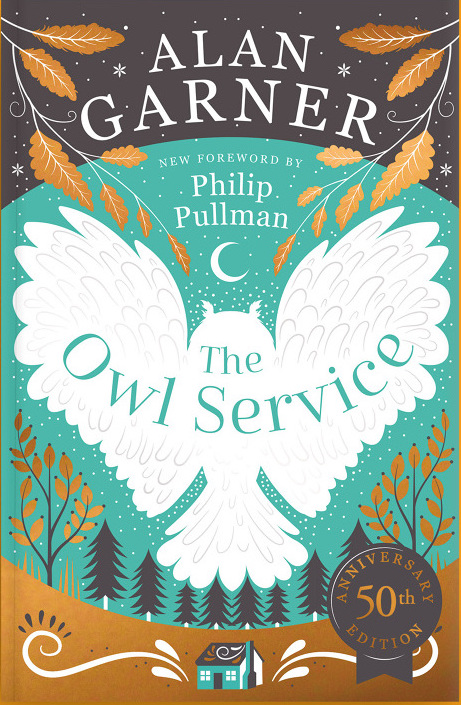 ALAN
GARNER
NEW FOREWORD BY
Philip
Pullman
The
Owl Service
ANNIVERSARY
50th
EDITION